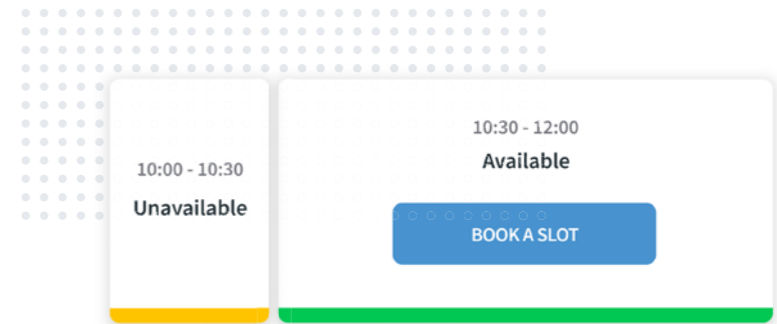 10:00 - 10:30
Unavailable
10:30 - 12:00
Available
BOOK A SLOT